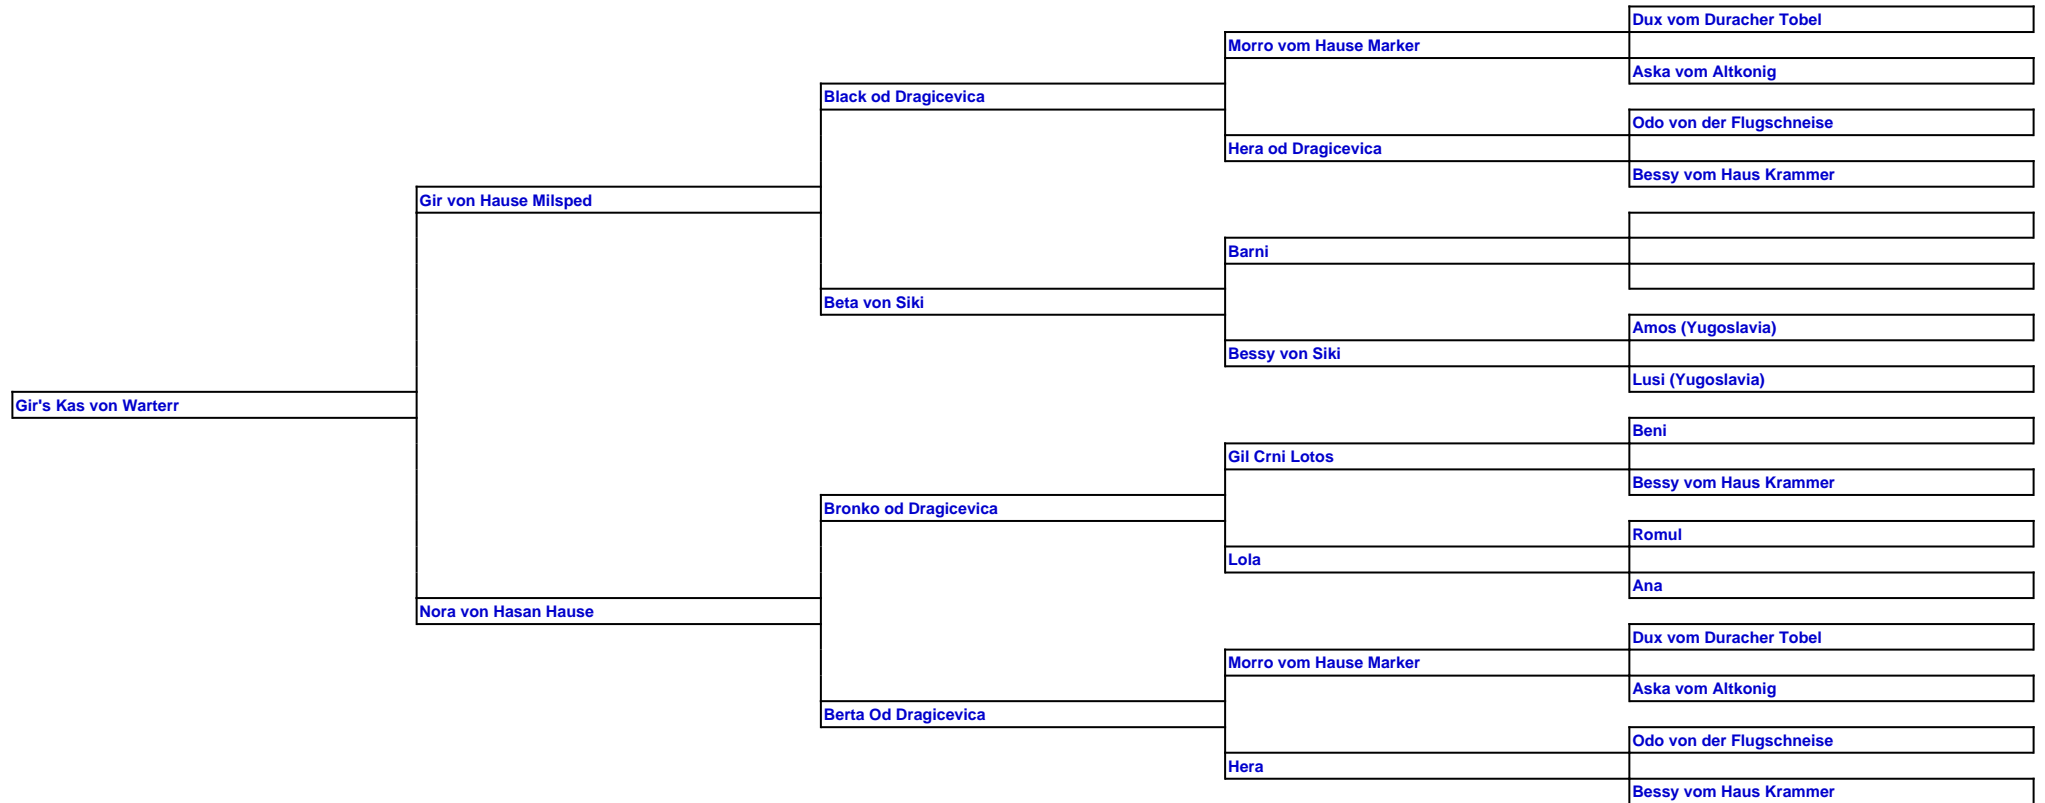 Dux vom Duracher Tobel
Morro vom Hause Marker
Aska vom Altkonig
Black od Dragicevica
Odo von der Flugschneise
Hera od Dragicevica
Bessy vom Haus Krammer
Gir von Hause Milsped
Barni
Beta von Siki
Amos (Yugoslavia)
Bessy von Siki
Lusi (Yugoslavia)
Gir's Kas von Warterr
Beni
Gil Crni Lotos
Bessy vom Haus Krammer
Bronko od Dragicevica
Romul
Lola
Ana
Nora von Hasan Hause
Dux vom Duracher Tobel
Morro vom Hause Marker
Aska vom Altkonig
Berta Od Dragicevica
Odo von der Flugschneise
Hera
Bessy vom Haus Krammer